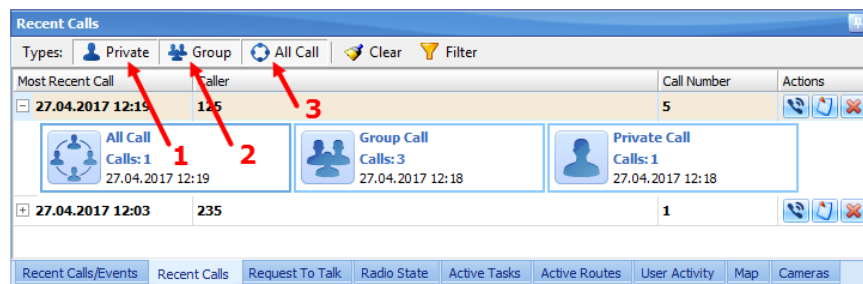 Recent Calls
Types: Private Group All Call Clear Filter
Most Recent Call Caller Call Number Actions
27.04.2017 12:19 125 5
3
All Call Group Call Private Call
1 2
Calls: 1 Calls: 3 Calls: 1
27.04.2017 12:19 27.04.2017 12:18 27.04.2017 12:18
27.04.2017 12:03 235 1
Recent Calls/Events Recent Calls Request To Talk Radio State Active Tasks Active Routes User Activity Map Cameras